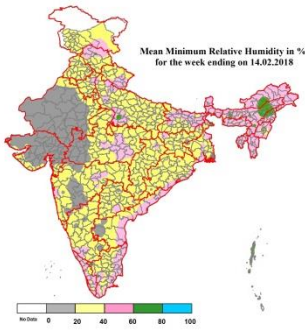 Mean Minimum Relative Humidity in %
for the week ending on 14.02.2018
No Data 0 20 40 60 80 100